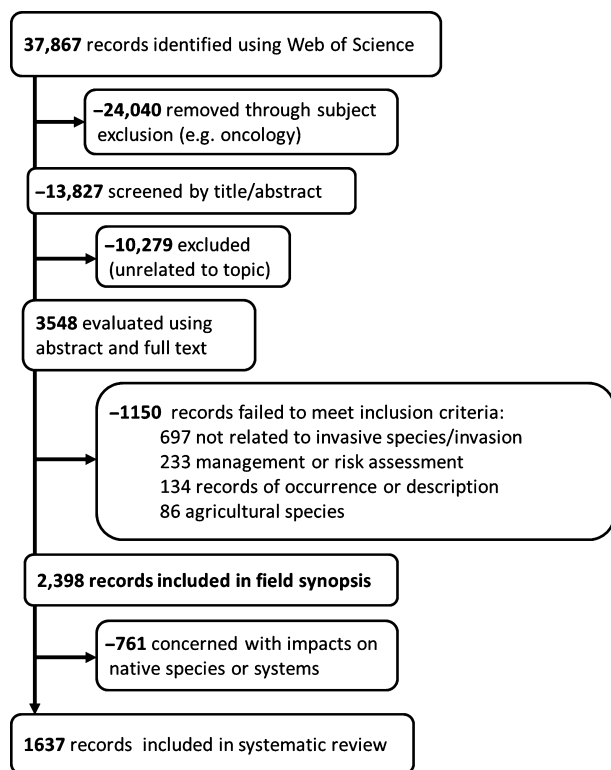 37,867 records identified using Web of Science
–24,040 removed through subject
exclusion (e.g. oncology)
–13,827 screened by title/abstract
–10,279 excluded
(unrelated to topic)
3548 evaluated using
abstract and full text
–1150 records failed to meet inclusion criteria:
697 not related to invasive species/invasion
233 management or risk assessment
134 records of occurrence or description
86 agricultural species
2,398 records included in field synopsis
–761 concerned with impacts on
native species or systems
1637 records included in systematic review